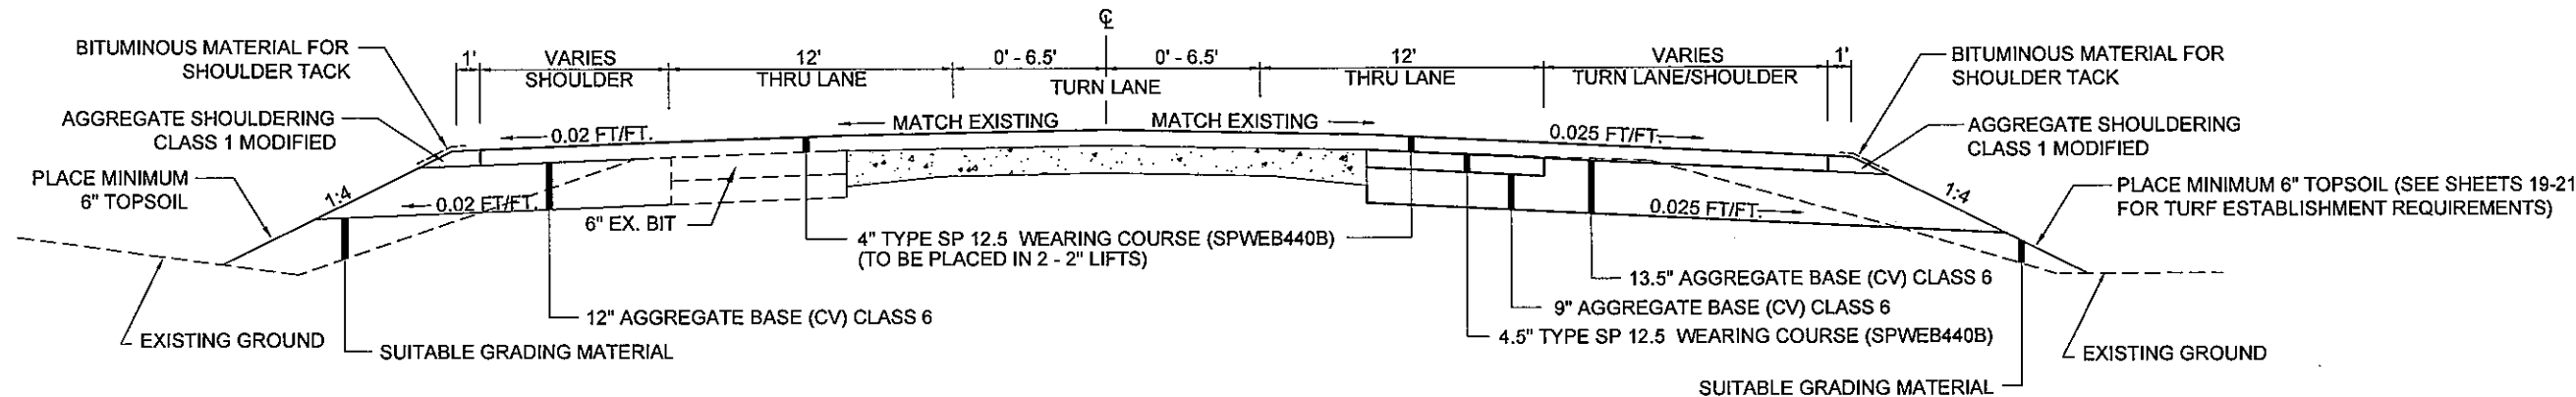 ℄
BITUMINOUS MATERIAL FOR
SHOULDER TACK
1'
VARIES
SHOULDER
12'
THRU LANE
0' - 6.5'
0' - 6.5'
TURN LANE
12'
THRU LANE
VARIES
TURN LANE/SHOULDER
1'
BITUMINOUS MATERIAL FOR
SHOULDER TACK
AGGREGATE SHOULDERING
CLASS 1 MODIFIED
0.02 FT/FT.
MATCH EXISTING
MATCH EXISTING
0.025 FT/FT.
AGGREGATE SHOULDERING
CLASS 1 MODIFIED
PLACE MINIMUM
6" TOPSOIL
1:4
0.02 FT/FT.
6" EX. BIT
0.025 FT/FT.
1:4
PLACE MINIMUM 6" TOPSOIL (SEE SHEETS 19-21
FOR TURF ESTABLISHMENT REQUIREMENTS)
4" TYPE SP 12.5 WEARING COURSE (SPWEB440B)
(TO BE PLACED IN 2 - 2" LIFTS)
13.5" AGGREGATE BASE (CV) CLASS 6
9" AGGREGATE BASE (CV) CLASS 6
12" AGGREGATE BASE (CV) CLASS 6
4.5" TYPE SP 12.5 WEARING COURSE (SPWEB440B)
EXISTING GROUND
SUITABLE GRADING MATERIAL
EXISTING GROUND
SUITABLE GRADING MATERIAL